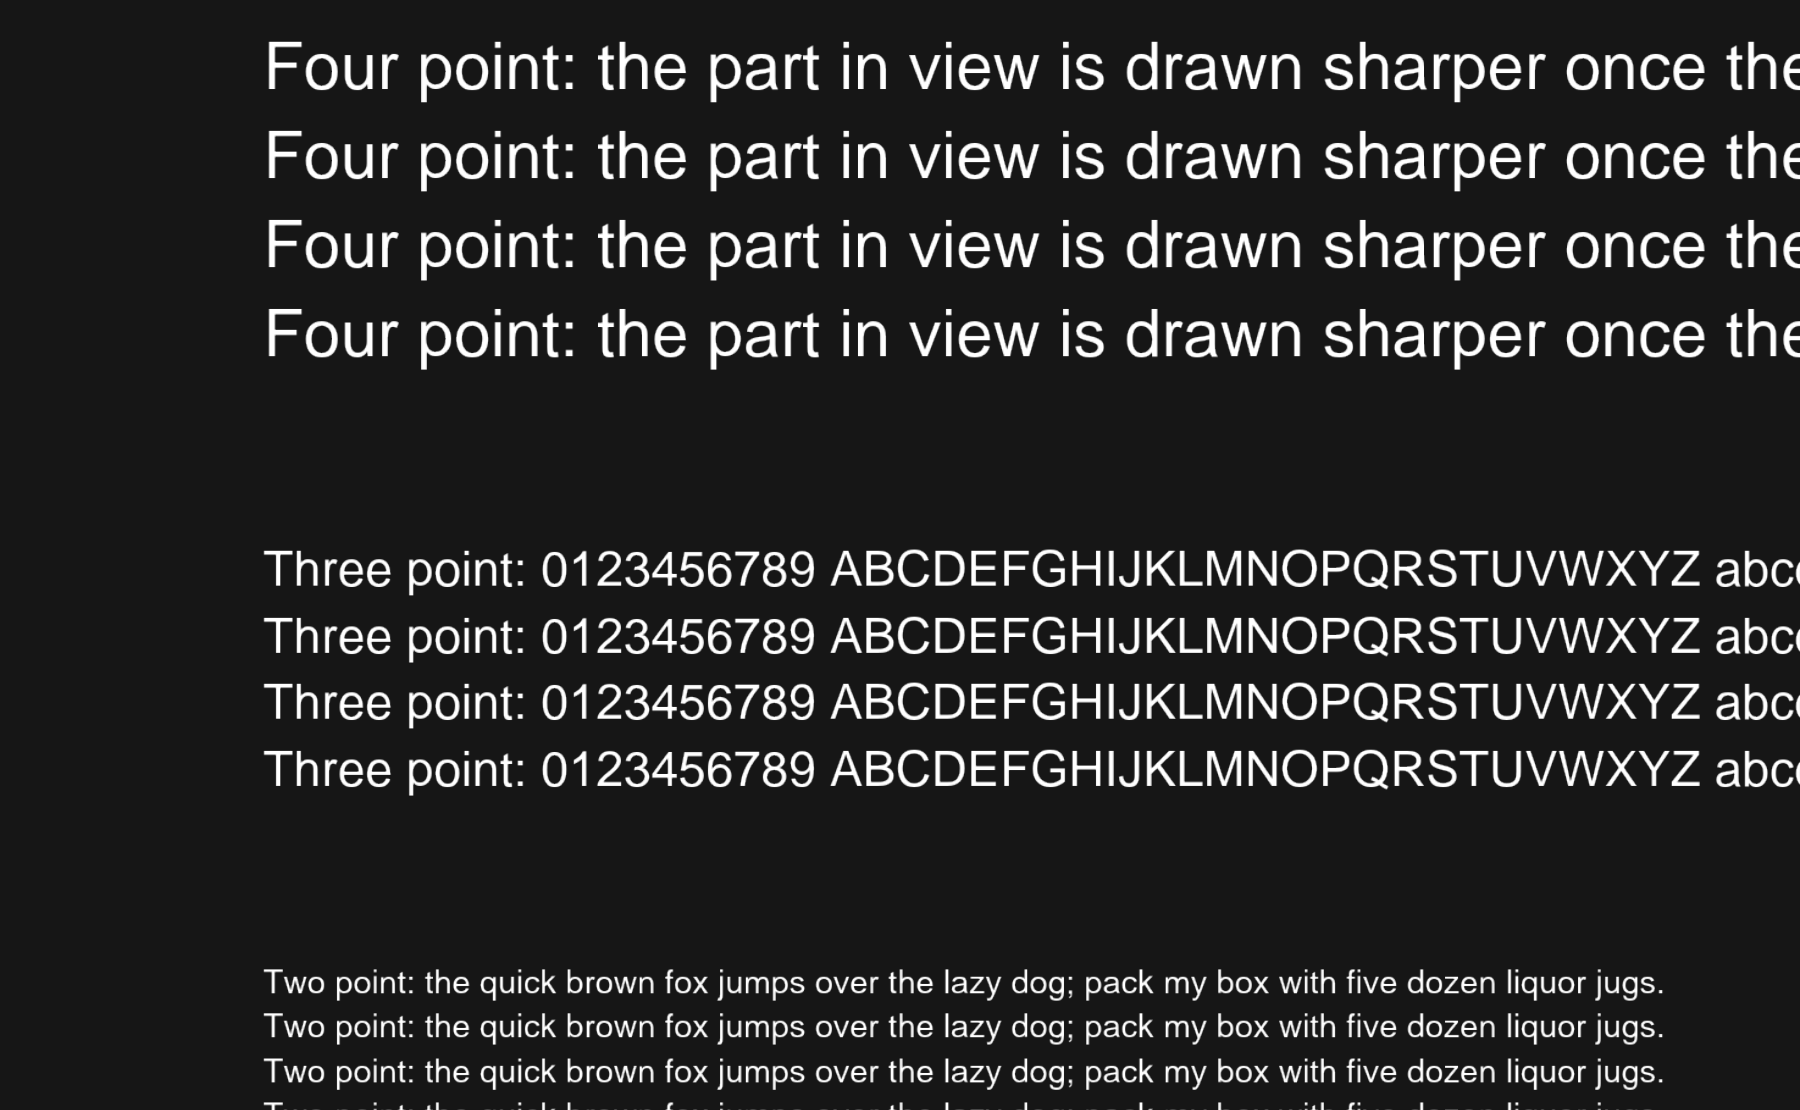 Four point: the part in view is drawn sharper once the
Four point: the part in view is drawn sharper once the
Four point: the part in view is drawn sharper once the
Four point: the part in view is drawn sharper once the
Three point: 0123456789 ABCDEFGHIJKLMNOPQRSTUVWXYZ abc
Three point: 0123456789 ABCDEFGHIJKLMNOPQRSTUVWXYZ abc
Three point: 0123456789 ABCDEFGHIJKLMNOPQRSTUVWXYZ abc
Three point: 0123456789 ABCDEFGHIJKLMNOPQRSTUVWXYZ abc
Two point: the quick brown fox jumps over the lazy dog; pack my box with five dozen liquor jugs.
Two point: the quick brown fox jumps over the lazy dog; pack my box with five dozen liquor jugs.
Two point: the quick brown fox jumps over the lazy dog; pack my box with five dozen liquor jugs.